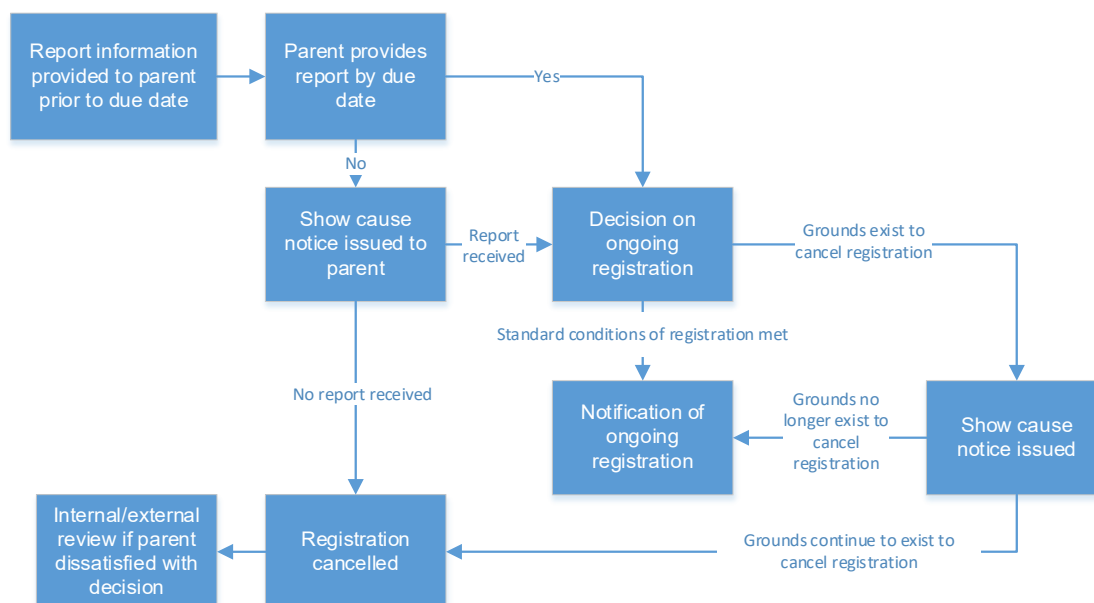 Report information
provided to parent
prior to due date
Parent provides
report by due
date
Yes
No
Show cause
notice issued to
parent
Report
received
Decision on
ongoing
registration
Grounds exist to
cancel registration
Standard conditions of registration met
No report received
Notification of
ongoing
registration
Grounds no
longer exist to
cancel
registration
Show cause
notice issued
Internal/external
review if parent
dissatisfied with
decision
Registration
cancelled
Grounds continue to exist to
cancel registration